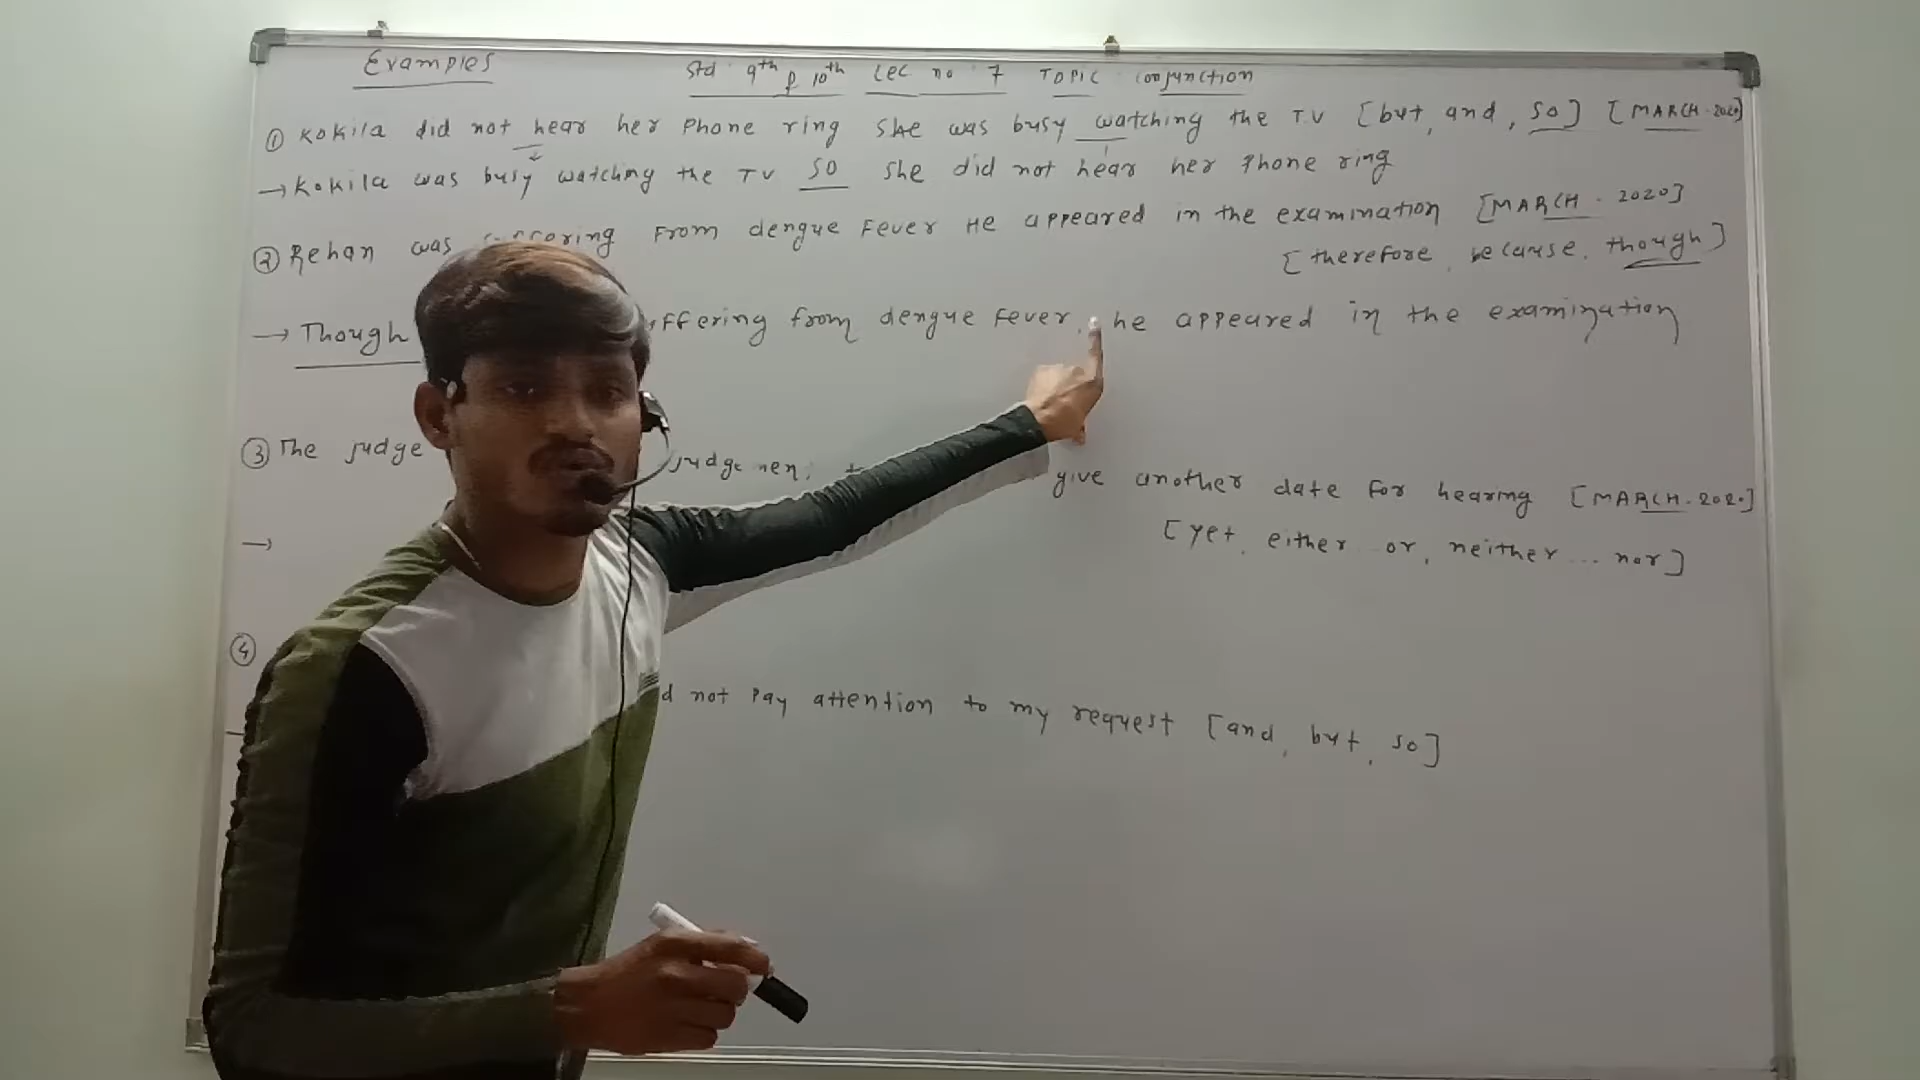 Examples
Std 9th & 10th Lec no 7 TOPIC Conjunction
① Kokila did not hear her Phone ring She was busy watching the T.V [but, and, so] [MARCH-2020]
→ Kokila was busy watching the TV SO She did not hear her Phone ring
② Rehan was from dengue Fever He appeared in the examination [MARCH - 2020]
[therefore, because, though]
→ Though from dengue Fever, he appeared in the examination
③ The judge give another date for hearing [MARCH-2020]
[Yet, either or, neither... nor]
→
④
not Pay attention to my request [and, but, so]